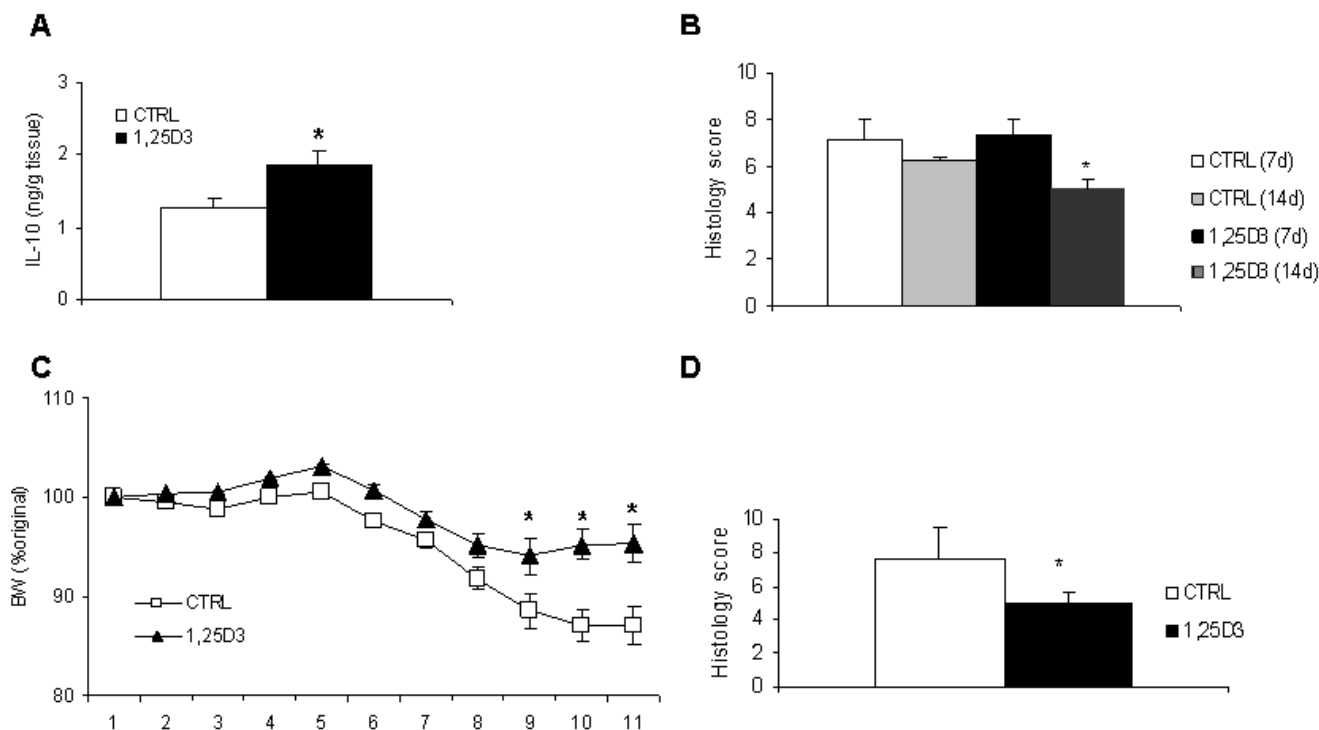 A
IL-10 (ng/g tissue)
3
2
1
0
CTRL
1,25D3
*
B
Histology score
10
8
6
4
2
0
*
CTRL (7d)
CTRL (14d)
1,25D3 (7d)
1,25D3 (14d)
C
BW (%original)
110
100
90
80
* * *
CTRL
1,25D3
1 2 3 4 5 6 7 8 9 10 11
D
Histology score
10
8
6
4
2
0
*
CTRL
1,25D3